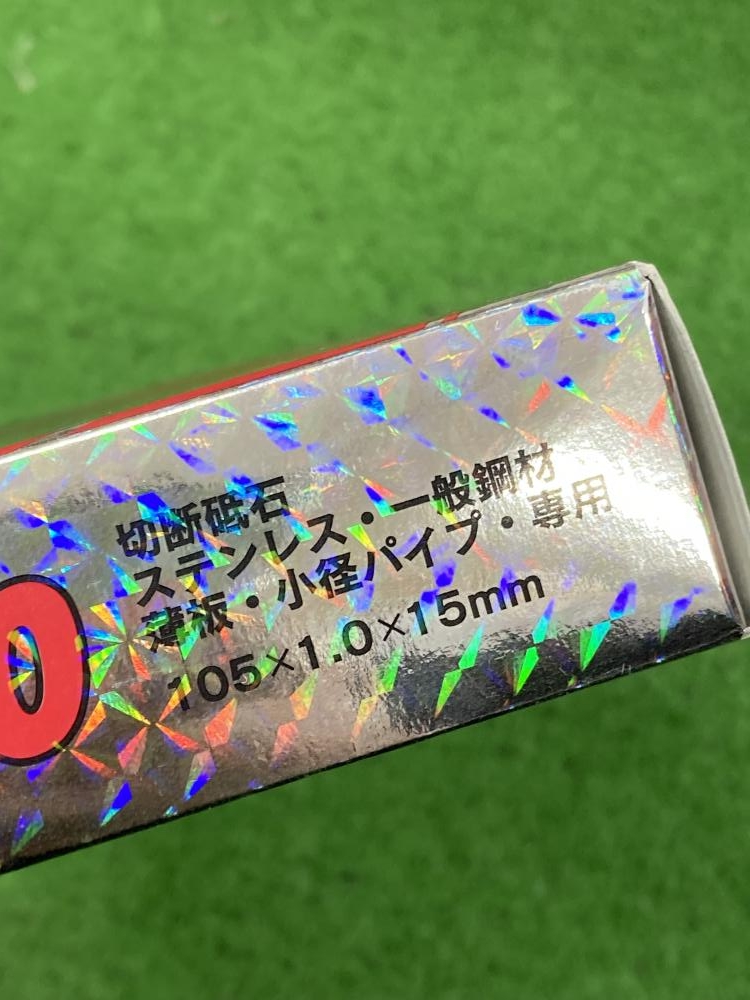 0
切断砥石
ステンレス・一般鋼材
薄板・小径パイプ・専用
105×1.0×15mm